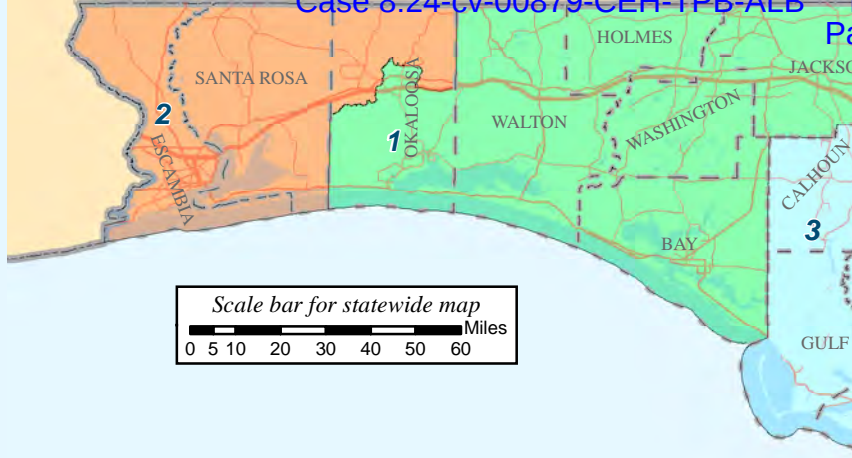 Case 8:24-cv-00879-CEH-TPB-ALB
Pa
HOLMES
JACKSO
SANTA ROSA
OKALOOSA
2
WALTON
WASHINGTON
1
ESCAMBIA
CALHOUN
3
BAY
Scale bar for statewide map
Miles
0 5 10 20 30 40 50 60
GULF